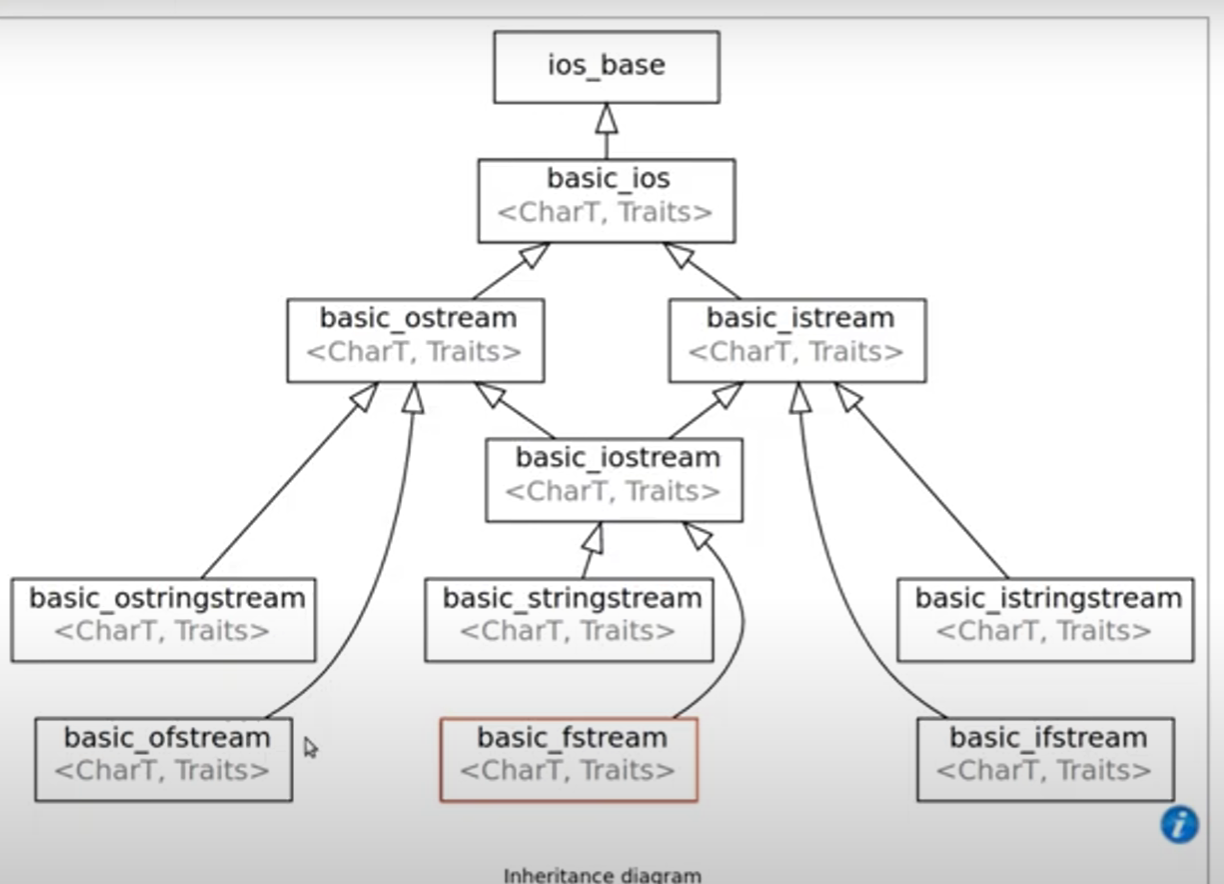 ios_base
basic_ios
<CharT, Traits>
basic_ostream
<CharT, Traits>
basic_istream
<CharT, Traits>
basic_iostream
<CharT, Traits>
basic_ostringstream
<CharT, Traits>
basic_stringstream
<CharT, Traits>
basic_istringstream
<CharT, Traits>
basic_ofstream
<CharT, Traits>
basic_fstream
<CharT, Traits>
basic_ifstream
<CharT, Traits>
i
Inheritance diagram